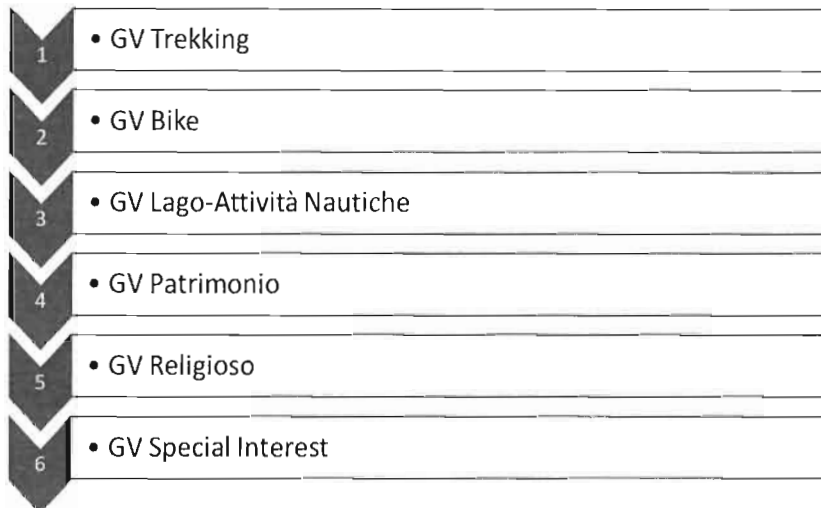 1 • GV Trekking
2 • GV Bike
3 • GV Lago-Attività Nautiche
4 • GV Patrimonio
5 • GV Religioso
6 • GV Special Interest